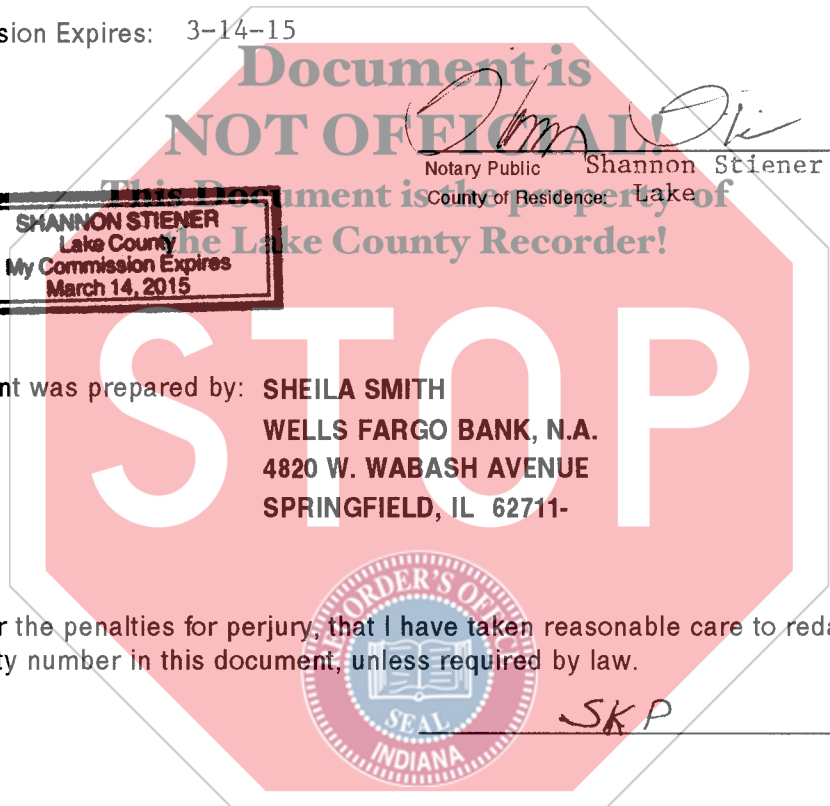 sion Expires: 3-14-15
Document is
NOT OFFICIAL!
Notary Public Shannon Stiener
This Document is the property of
County of Residence: Lake
the Lake County Recorder!
SHANNON STIENER
Lake County
My Commission Expires
March 14, 2015
STOP
nt was prepared by: SHEILA SMITH
WELLS FARGO BANK, N.A.
4820 W. WABASH AVENUE
SPRINGFIELD, IL 62711-
r the penalties for perjury, that I have taken reasonable care to reda
ty number in this document, unless required by law.
SKP
CORDER'S OFFICE
SEAL
INDIANA